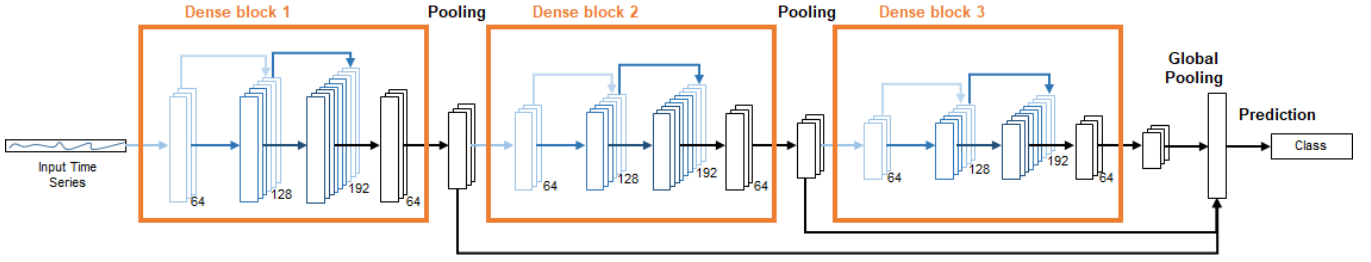 Dense block 1
Pooling
Dense block 2
Pooling
Dense block 3
Global
Pooling
Prediction
Input Time
Series
64
128
192
64
64
128
192
64
64
128
192
64
Class